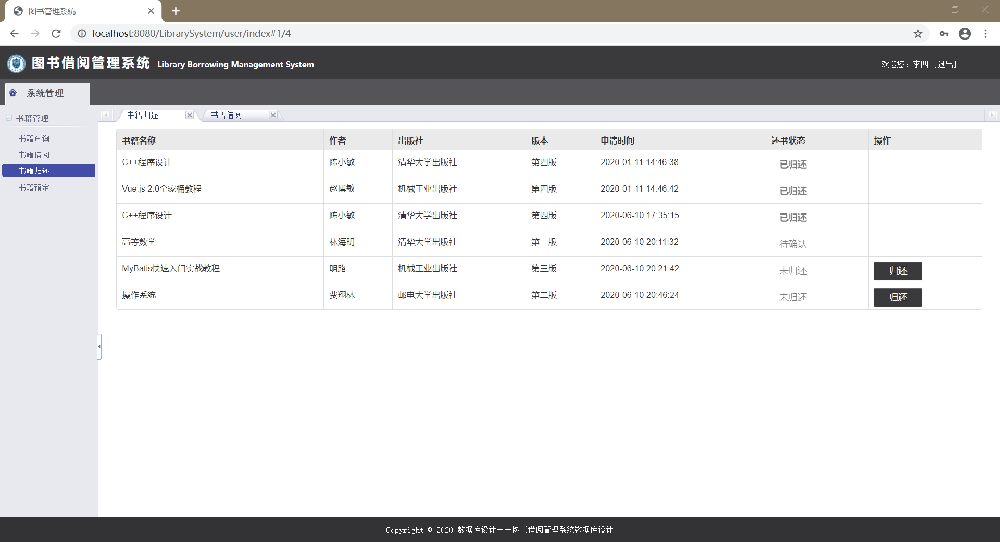 图书管理系统
localhost:8080/LibrarySystem/user/index#1/4
图书借阅管理系统 Library Borrowing Management System
欢迎您：李四 [退出]
系统管理
书籍管理
书籍查询
书籍借阅
书籍归还
书籍预定
书籍归还 书籍借阅
书籍名称 作者 出版社 版本 申请时间 还书状态 操作
C++程序设计 陈小敏 清华大学出版社 第四版 2020-01-11 14:46:38 已归还
Vue.js 2.0全家桶教程 赵博敏 机械工业出版社 第四版 2020-01-11 14:46:42 已归还
C++程序设计 陈小敏 清华大学出版社 第四版 2020-06-10 17:35:15 已归还
高等数学 林海明 清华大学出版社 第一版 2020-06-10 20:11:32 待确认
MyBatis快速入门实战教程 明路 机械工业出版社 第三版 2020-06-10 20:21:42 未归还 归还
操作系统 费翔林 邮电大学出版社 第二版 2020-06-10 20:46:24 未归还 归还
Copyright © 2020 数据库设计——图书借阅管理系统数据库设计